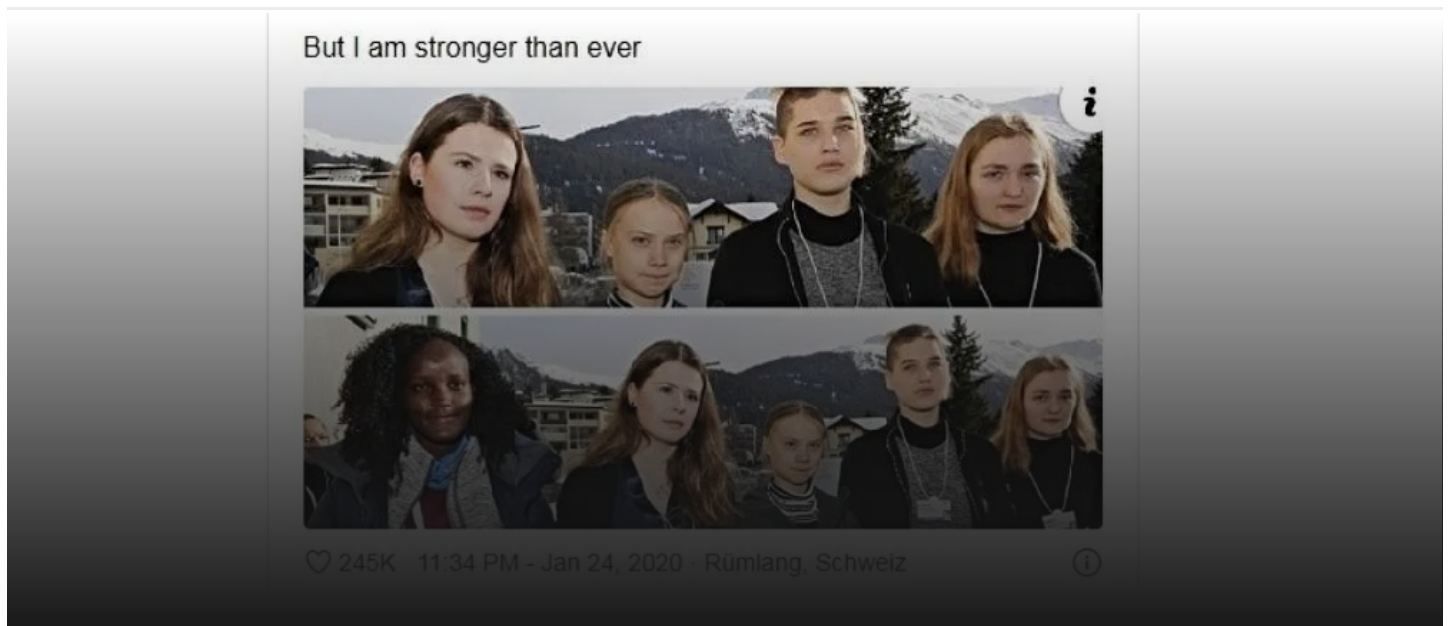 But I am stronger than ever
i
245K 11:34 PM - Jan 24, 2020 · Rümlang, Schweiz